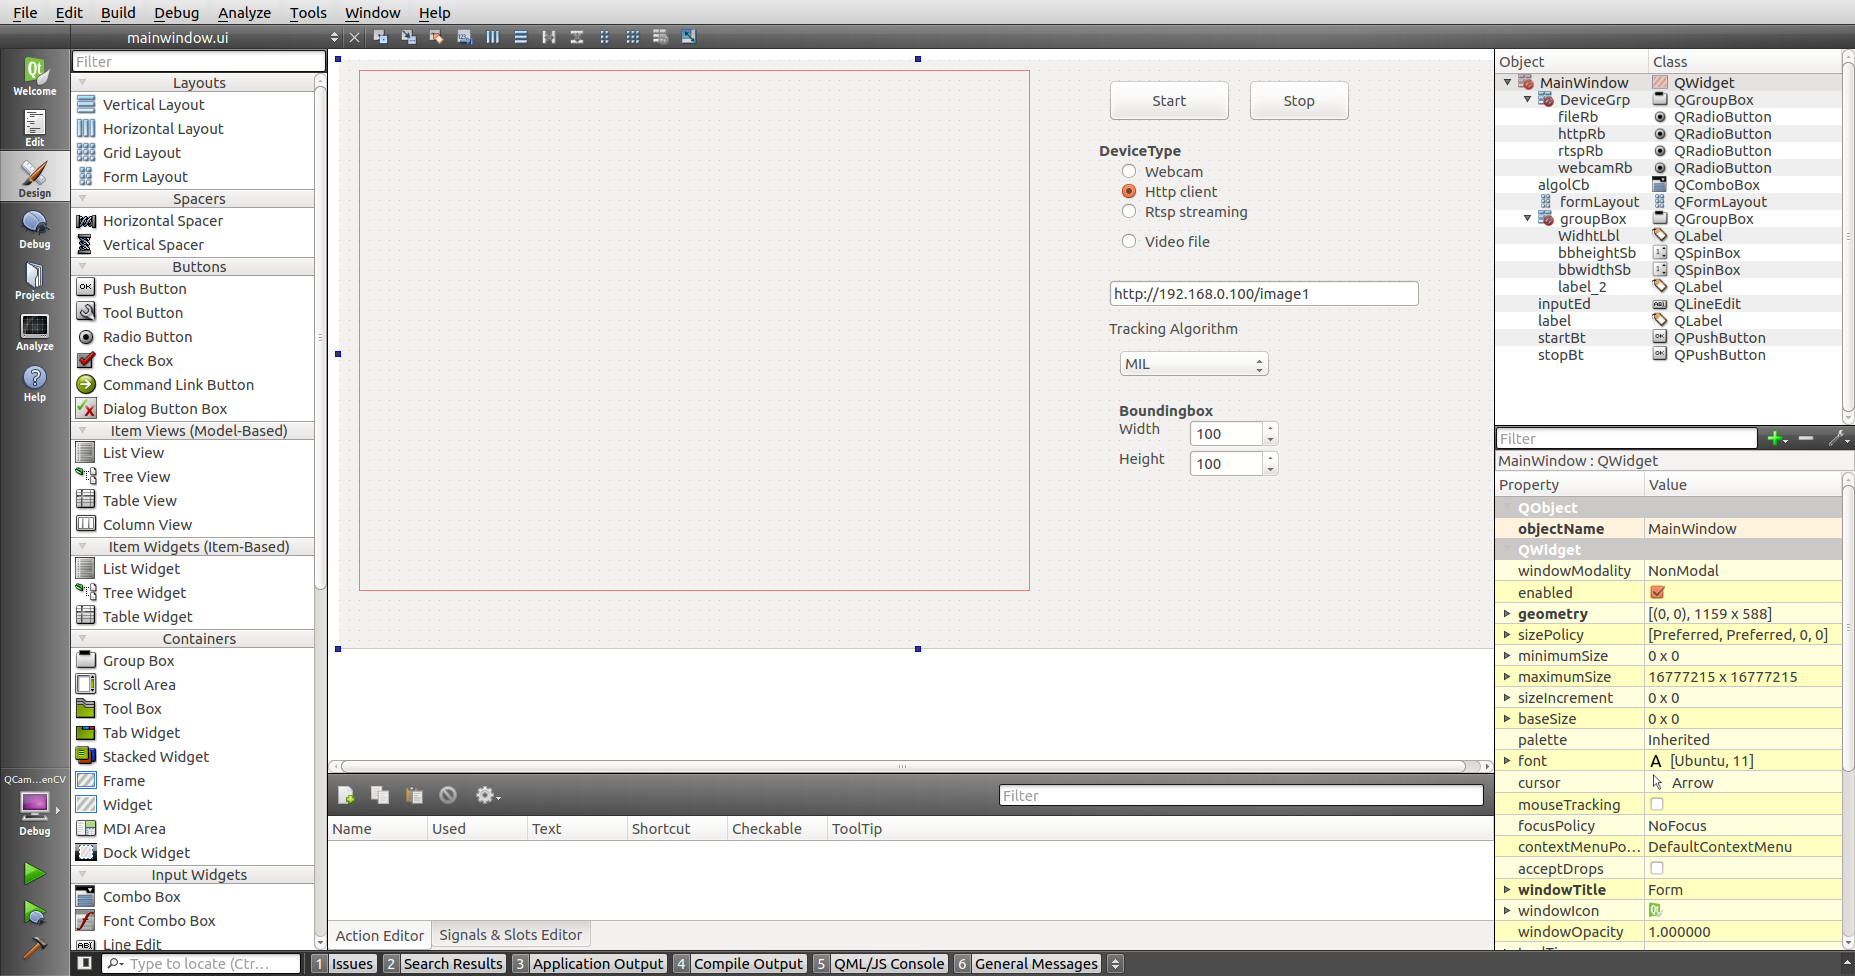 File Edit Build Debug Analyze Tools Window Help
mainwindow.ui
Welcome
Edit
Design
Debug
Projects
Analyze
Help
QCam...enCV
Debug
Filter
Layouts
Vertical Layout
Horizontal Layout
Grid Layout
Form Layout
Spacers
Horizontal Spacer
Vertical Spacer
Buttons
Push Button
Tool Button
Radio Button
Check Box
Command Link Button
Dialog Button Box
Item Views (Model-Based)
List View
Tree View
Table View
Column View
Item Widgets (Item-Based)
List Widget
Tree Widget
Table Widget
Containers
Group Box
Scroll Area
Tool Box
Tab Widget
Stacked Widget
Frame
Widget
MDI Area
Dock Widget
Input Widgets
Combo Box
Font Combo Box
Line Edit
Start Stop
DeviceType
Webcam
Http client
Rtsp streaming
Video file
http://192.168.0.100/image1
Tracking Algorithm
MIL
Boundingbox
Width 100
Height 100
Filter
Name Used Text Shortcut Checkable ToolTip
Action Editor Signals & Slots Editor
Object Class
MainWindow QWidget
DeviceGrp QGroupBox
fileRb QRadioButton
httpRb QRadioButton
rtspRb QRadioButton
webcamRb QRadioButton
algolCb QComboBox
formLayout QFormLayout
groupBox QGroupBox
WidhtLbl QLabel
bbheightSb QSpinBox
bbwidthSb QSpinBox
label_2 QLabel
inputEd QLineEdit
label QLabel
startBt QPushButton
stopBt QPushButton
Filter
MainWindow : QWidget
Property Value
QObject
objectName MainWindow
QWidget
windowModality NonModal
enabled
geometry [(0, 0), 1159 x 588]
sizePolicy [Preferred, Preferred, 0, 0]
minimumSize 0 x 0
maximumSize 16777215 x 16777215
sizeIncrement 0 x 0
baseSize 0 x 0
palette Inherited
font A [Ubuntu, 11]
cursor Arrow
mouseTracking
focusPolicy NoFocus
contextMenuPo... DefaultContextMenu
acceptDrops
windowTitle Form
windowIcon
windowOpacity 1.000000
Type to locate (Ctr... 1 Issues 2 Search Results 3 Application Output 4 Compile Output 5 QML/JS Console 6 General Messages